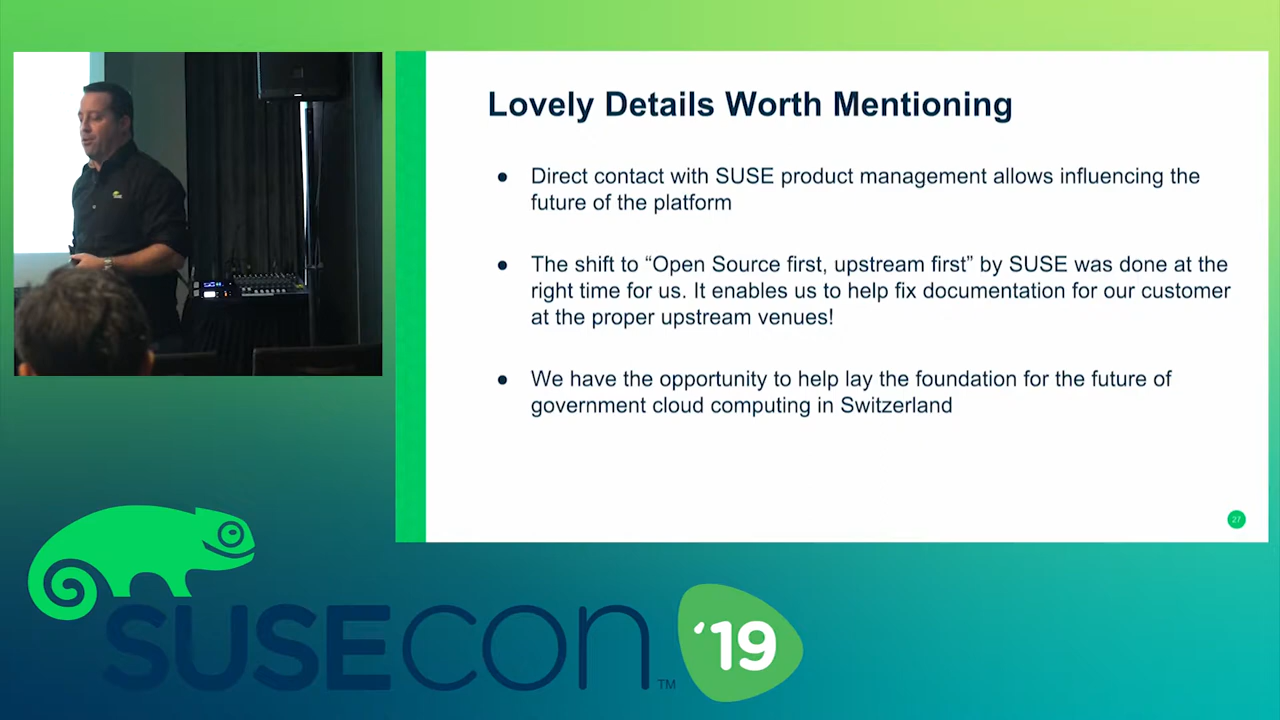 Lovely Details Worth Mentioning
● Direct contact with SUSE product management allows influencing the
future of the platform
● The shift to “Open Source first, upstream first” by SUSE was done at the
right time for us. It enables us to help fix documentation for our customer
at the proper upstream venues!
● We have the opportunity to help lay the foundation for the future of
government cloud computing in Switzerland
27
SUSECON™ ‘19